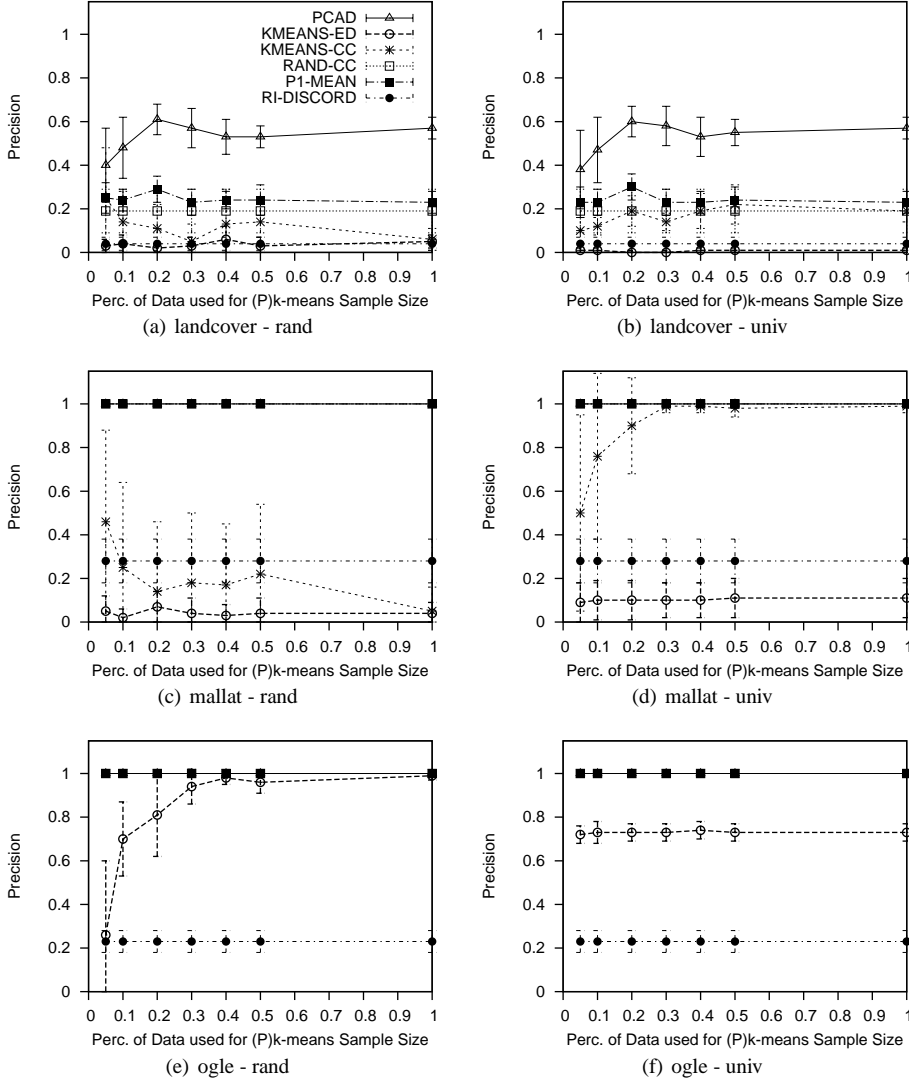 PCAD
KMEANS-ED
KMEANS-CC
RAND-CC
P1-MEAN
RI-DISCORD
Precision
1
0.8
0.6
0.4
0.2
0
0 0.1 0.2 0.3 0.4 0.5 0.6 0.7 0.8 0.9 1
Perc. of Data used for (P)k-means Sample Size
(a) landcover - rand
Precision
1
0.8
0.6
0.4
0.2
0
0 0.1 0.2 0.3 0.4 0.5 0.6 0.7 0.8 0.9 1
Perc. of Data used for (P)k-means Sample Size
(b) landcover - univ
Precision
1
0.8
0.6
0.4
0.2
0
0 0.1 0.2 0.3 0.4 0.5 0.6 0.7 0.8 0.9 1
Perc. of Data used for (P)k-means Sample Size
(c) mallat - rand
Precision
1
0.8
0.6
0.4
0.2
0
0 0.1 0.2 0.3 0.4 0.5 0.6 0.7 0.8 0.9 1
Perc. of Data used for (P)k-means Sample Size
(d) mallat - univ
Precision
1
0.8
0.6
0.4
0.2
0
0 0.1 0.2 0.3 0.4 0.5 0.6 0.7 0.8 0.9 1
Perc. of Data used for (P)k-means Sample Size
(e) ogle - rand
Precision
1
0.8
0.6
0.4
0.2
0
0 0.1 0.2 0.3 0.4 0.5 0.6 0.7 0.8 0.9 1
Perc. of Data used for (P)k-means Sample Size
(f) ogle - univ